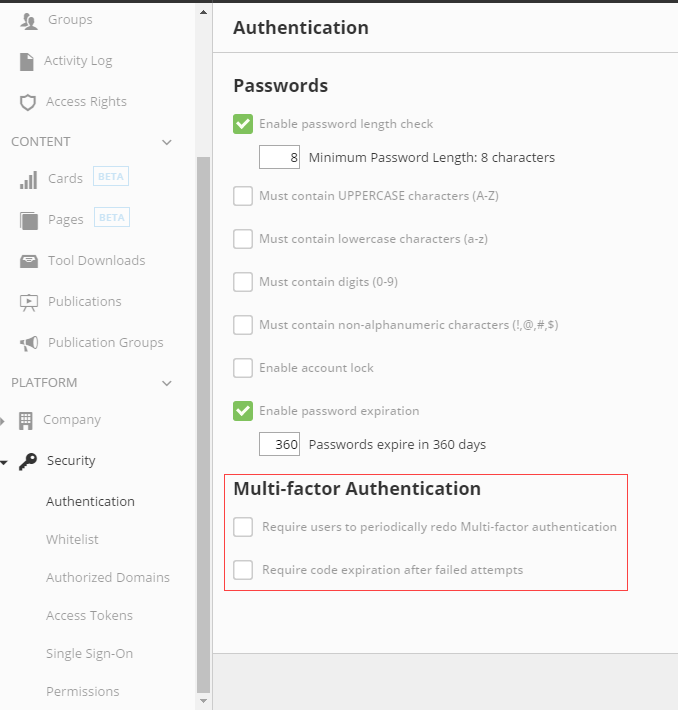 Groups
Activity Log
Access Rights
CONTENT
Cards BETA
Pages BETA
Tool Downloads
Publications
Publication Groups
PLATFORM
Company
Security
Authentication
Whitelist
Authorized Domains
Access Tokens
Single Sign-On
Permissions
Authentication
Passwords
Enable password length check
8 Minimum Password Length: 8 characters
Must contain UPPERCASE characters (A-Z)
Must contain lowercase characters (a-z)
Must contain digits (0-9)
Must contain non-alphanumeric characters (!,@,#,$)
Enable account lock
Enable password expiration
360 Passwords expire in 360 days
Multi-factor Authentication
Require users to periodically redo Multi-factor authentication
Require code expiration after failed attempts